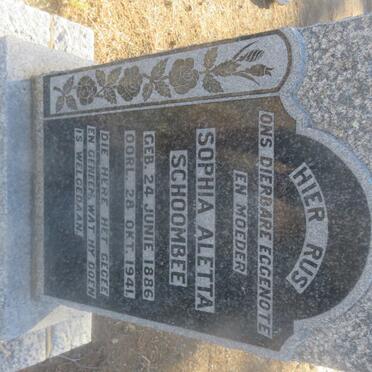 HIER RUS
ONS DIERBARE EGGENOTE
EN MOEDER
SOPHIA ALETTA
SCHOOMBEE
GEB. 24 JUNIE 1886
OORL. 28 OKT. 1941
DIE HERE HET GEGEE
EN GENEEM WAT HY DOEN
IS WELGEDAAN